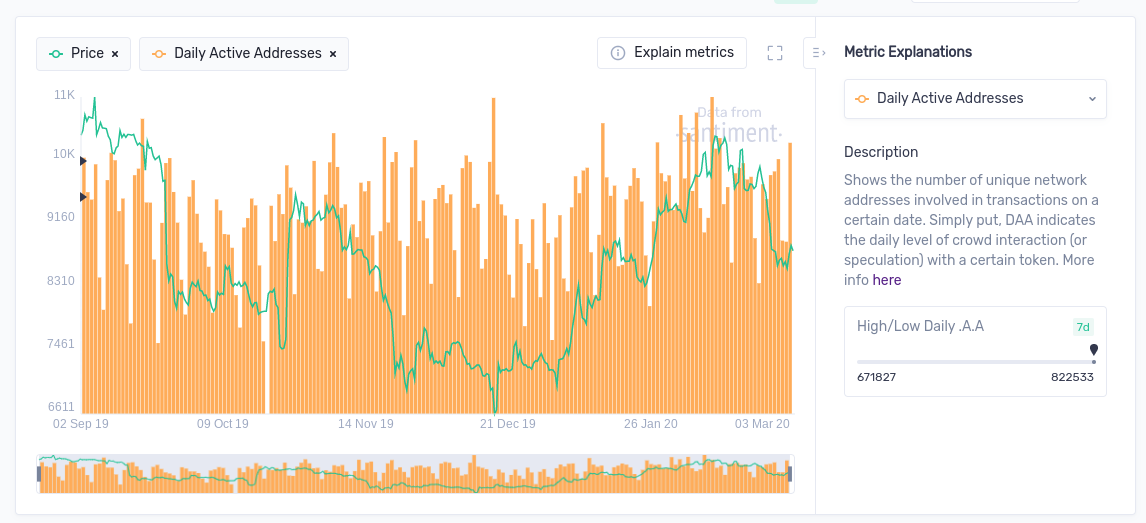 Price ×
Daily Active Addresses ×
Explain metrics
Metric Explanations
Daily Active Addresses
Description
Shows the number of unique network
addresses involved in transactions on a
certain date. Simply put, DAA indicates
the daily level of crowd interaction (or
speculation) with a certain token. More
info here
High/Low Daily .A.A
7d
671827
822533
Data from
·santiment·
11K
10K
9160
8310
7461
6611
02 Sep 19
09 Oct 19
14 Nov 19
21 Dec 19
26 Jan 20
03 Mar 20